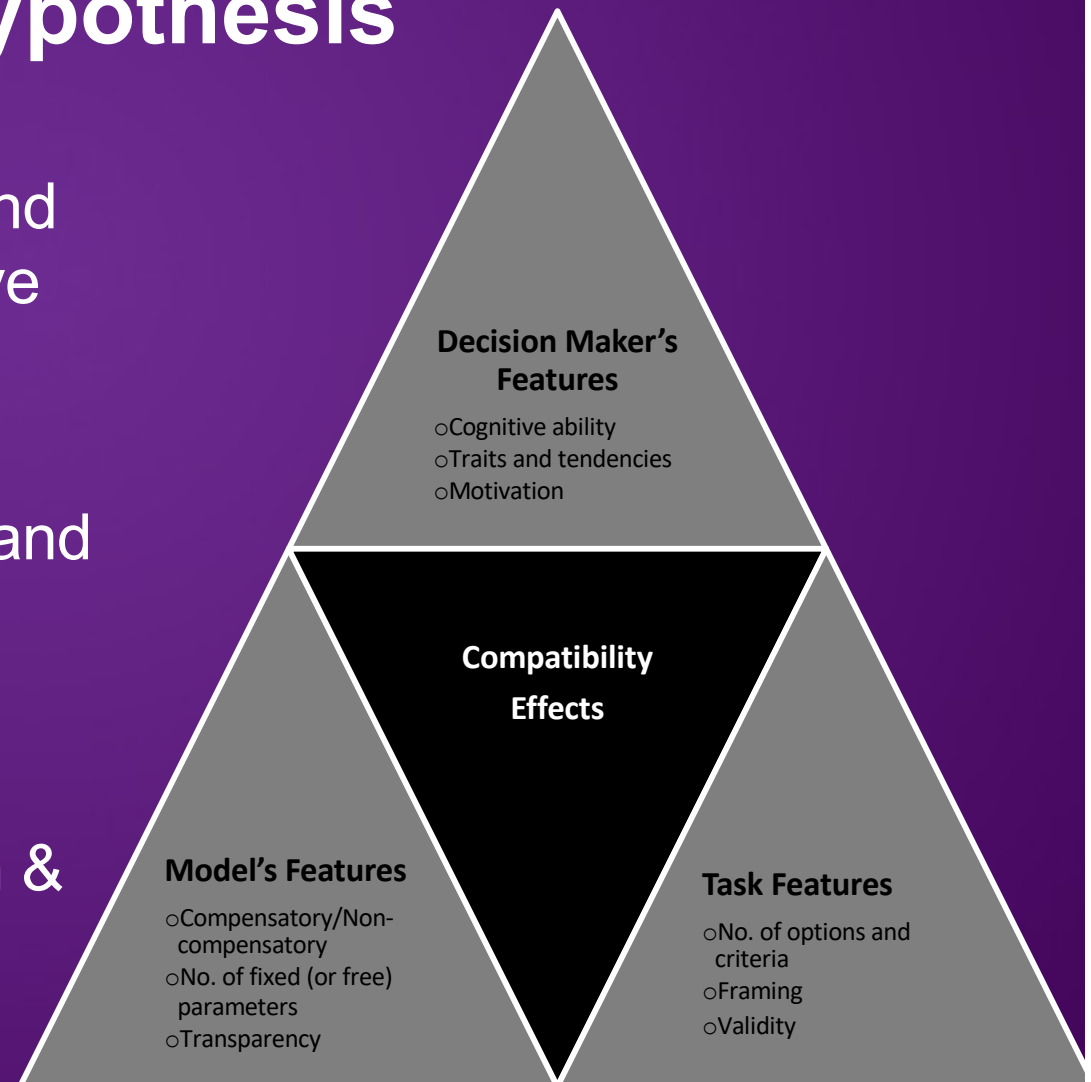 ypothesis
nd
ve
and
&
Decision Maker's
Features
oCognitive ability
oTraits and tendencies
oMotivation
Compatibility
Effects
Model's Features
oCompensatory/Non-
compensatory
oNo. of fixed (or free)
parameters
oTransparency
Task Features
oNo. of options and
criteria
oFraming
oValidity